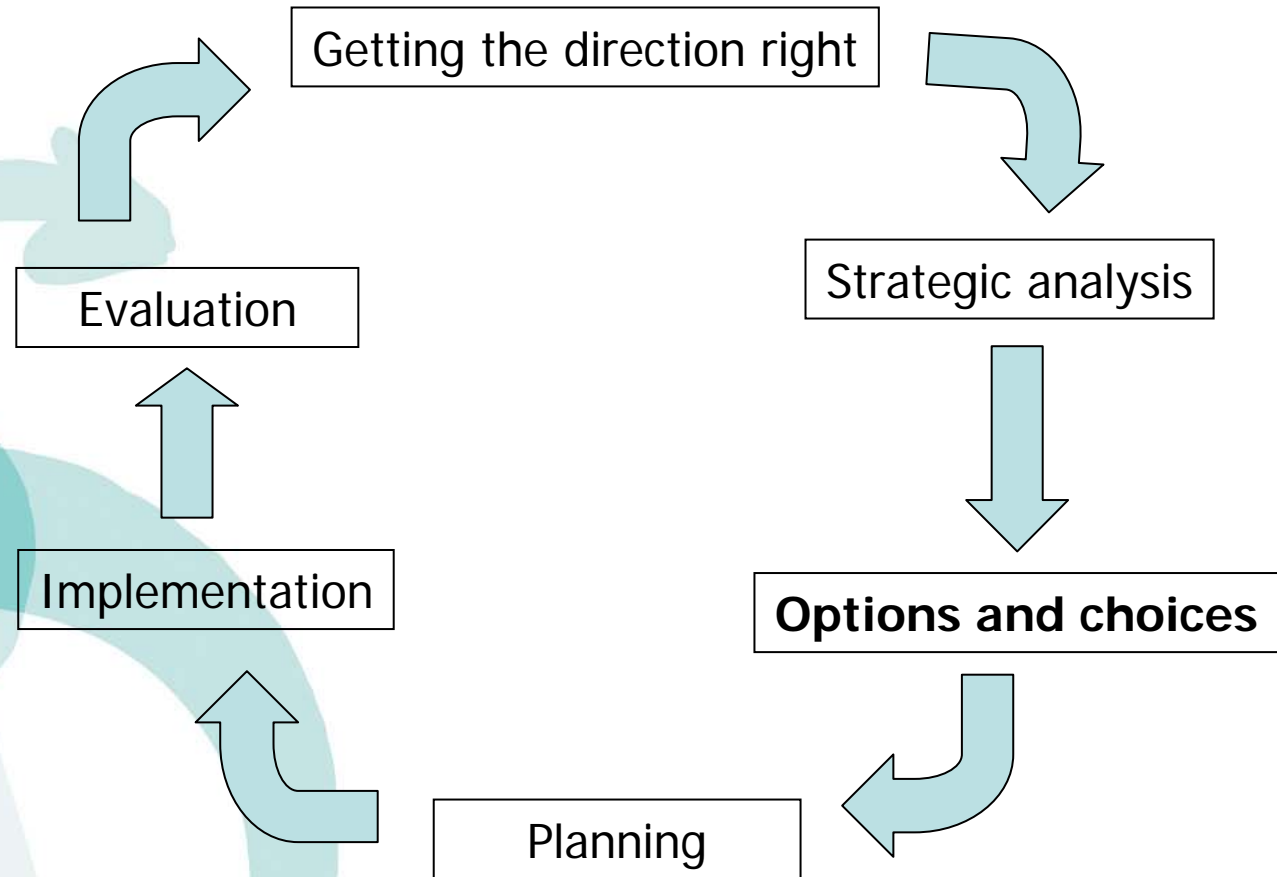 Getting the direction right
Strategic analysis
Options and choices
Planning
Implementation
Evaluation